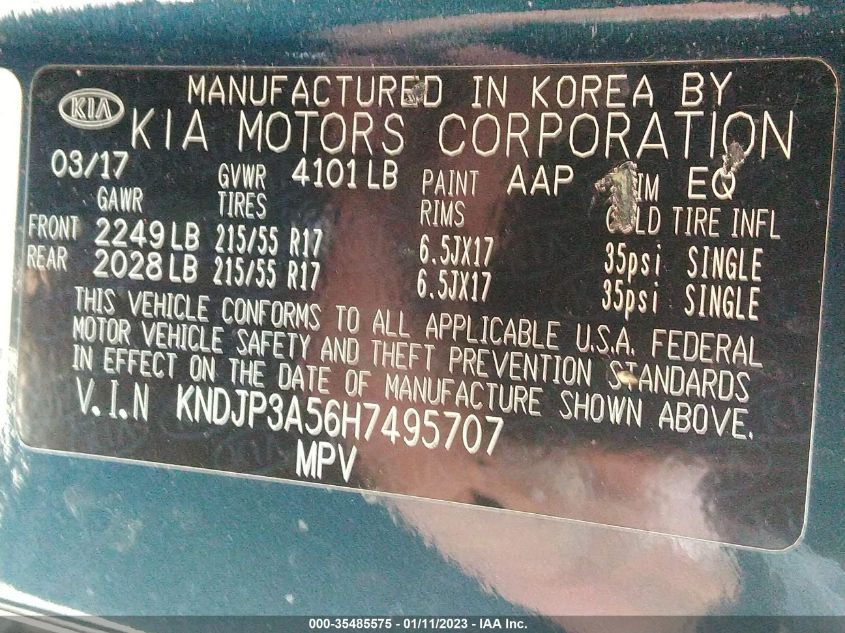 KIA
MANUFACTURED IN KOREA BY
KIA MOTORS CORPORATION
03/17 GVWR 4101 LB PAINT AAP EQ
GAWR TIRES RIMS TIRE INFL
FRONT 2249 LB 215/55 R17 6.5JX17 35psi SINGLE
REAR 2028 LB 215/55 R17 6.5JX17 35psi SINGLE
THIS VEHICLE CONFORMS TO ALL APPLICABLE U.S.A. FEDERAL
MOTOR VEHICLE SAFETY AND THEFT PREVENTION STANDARDS
IN EFFECT ON THE DATE OF MANUFACTURE SHOWN ABOVE.
V.I.N KNDJP3A56H7495707
MPV
000-35485575 - 01/11/2023 - IAA Inc.